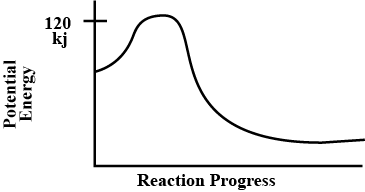 120
kj
Potential
Energy
Reaction Progress